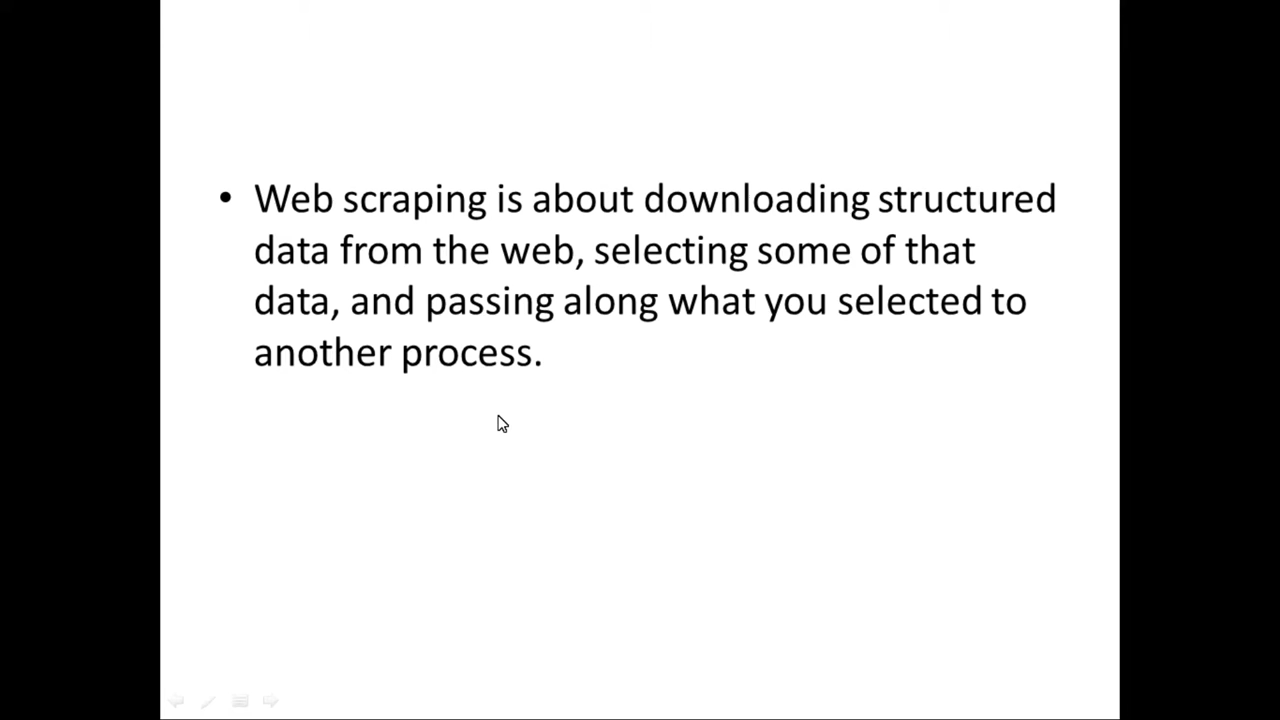 • Web scraping is about downloading structured
data from the web, selecting some of that
data, and passing along what you selected to
another process.